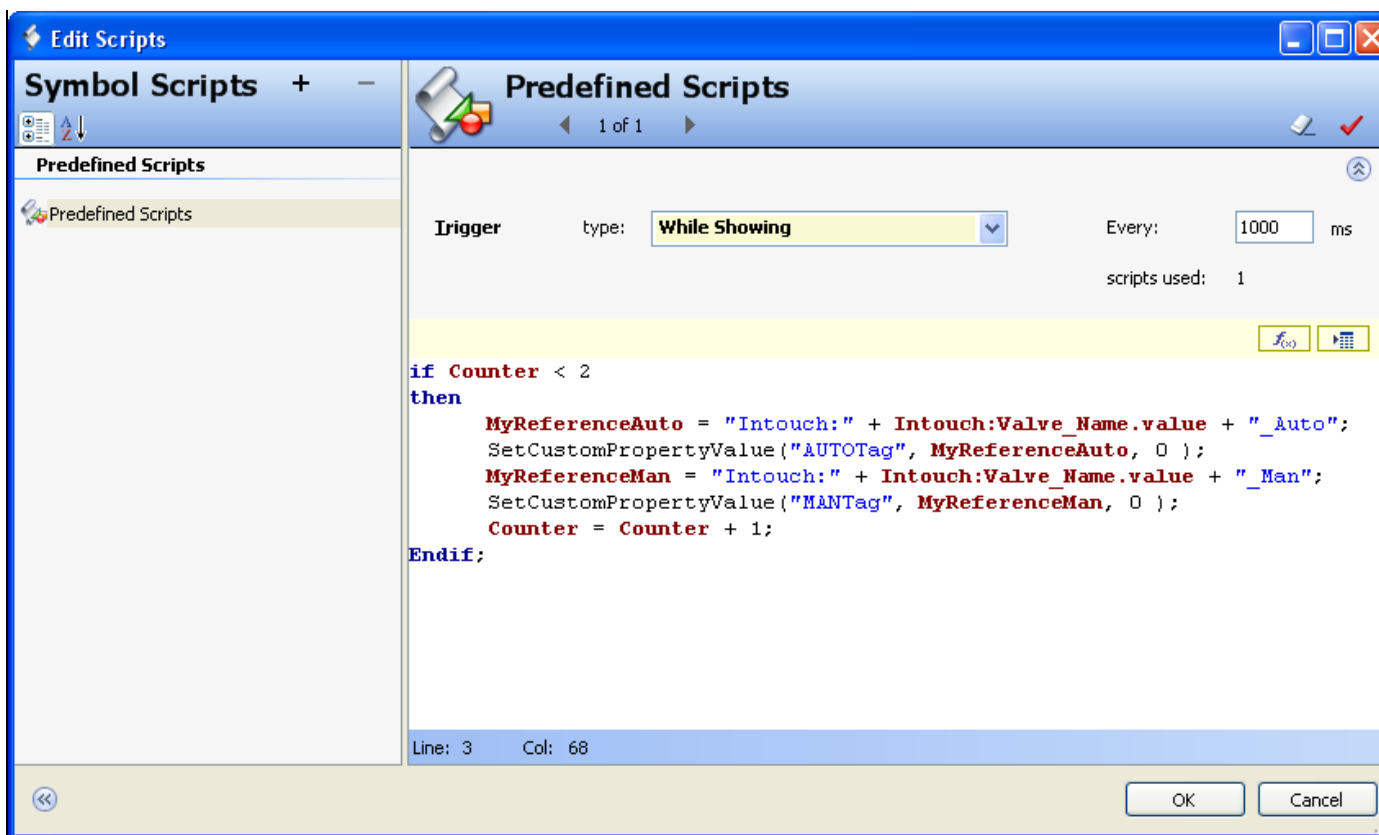 Edit Scripts
Symbol Scripts + −
Predefined Scripts
Predefined Scripts
Predefined Scripts
1 of 1
Trigger type: While Showing Every: 1000 ms
scripts used: 1
f(x)
if Counter < 2
then
MyReferenceAuto = "Intouch:" + Intouch:Valve_Name.value + "_Auto";
SetCustomPropertyValue("AUTOTag", MyReferenceAuto, 0 );
MyReferenceMan = "Intouch:" + Intouch:Valve_Name.value + "_Man";
SetCustomPropertyValue("MANTag", MyReferenceMan, 0 );
Counter = Counter + 1;
Endif;
Line: 3 Col: 68
OK Cancel